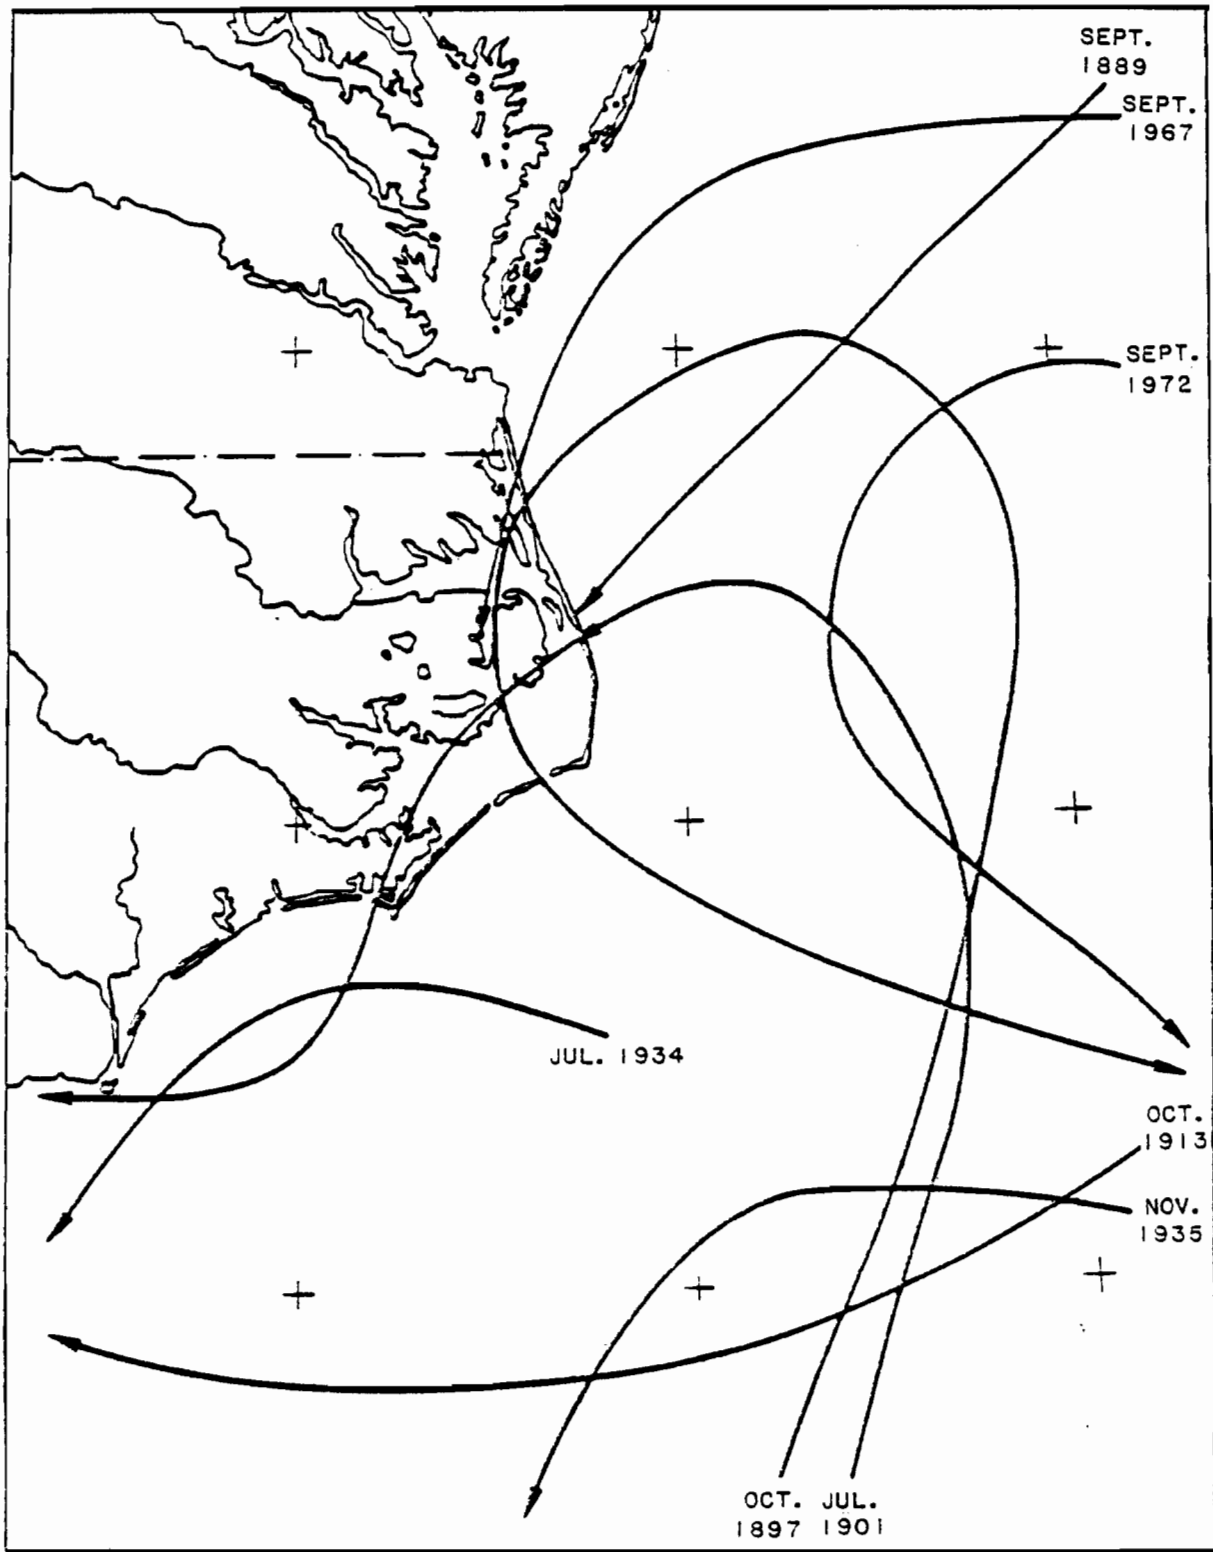 SEPT.
1889
SEPT.
1967
SEPT.
1972
JUL. 1934
OCT.
1913
NOV.
1935
OCT. JUL.
1897 1901